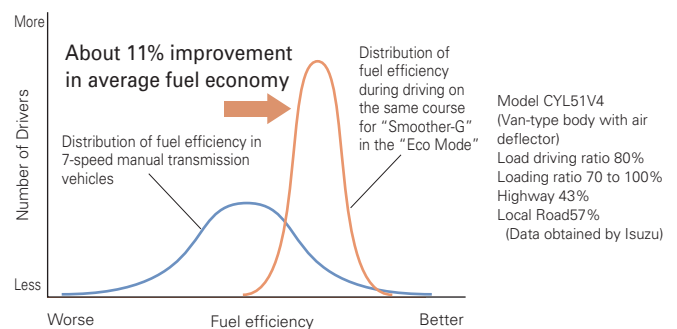 More
Number of Drivers
Less
About 11% improvement
in average fuel economy
Distribution of fuel efficiency in
7-speed manual transmission
vehicles
Distribution of
fuel efficiency
during driving on
the same course
for “Smoother-G”
in the “Eco Mode”
Model CYL51V4
(Van-type body with air
deflector)
Load driving ratio 80%
Loading ratio 70 to 100%
Highway 43%
Local Road57%
(Data obtained by Isuzu)
Worse
Fuel efficiency
Better